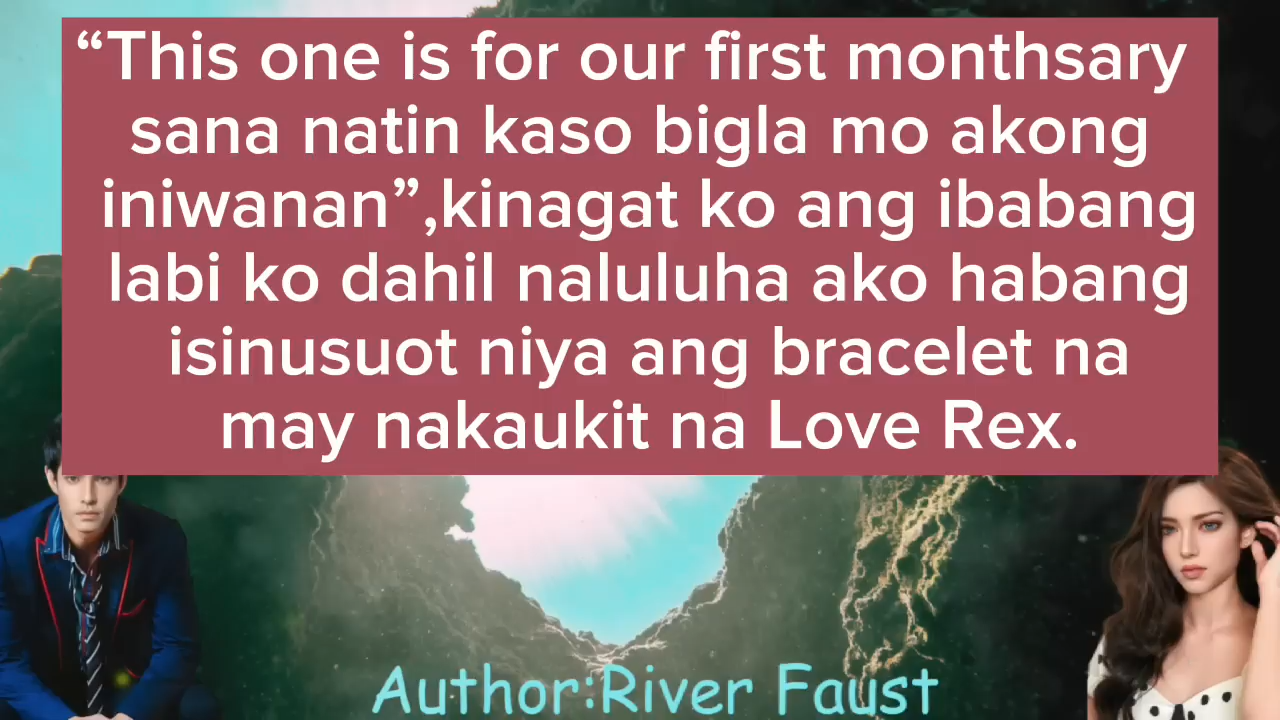 “This one is for our first monthsary
sana natin kaso bigla mo akong
iniwanan”,kinagat ko ang ibabang
labi ko dahil naluluha ako habang
isinusuot niya ang bracelet na
may nakaukit na Love Rex.
Author:River Faust